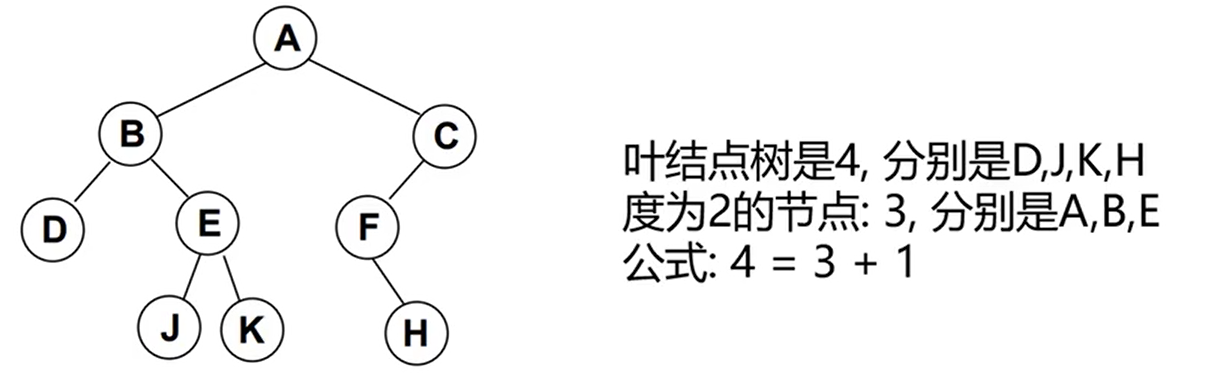 A
B
C
D
E
F
J
K
H
叶结点树是4, 分别是D,J,K,H
度为2的节点: 3, 分别是A,B,E
公式: 4 = 3 + 1